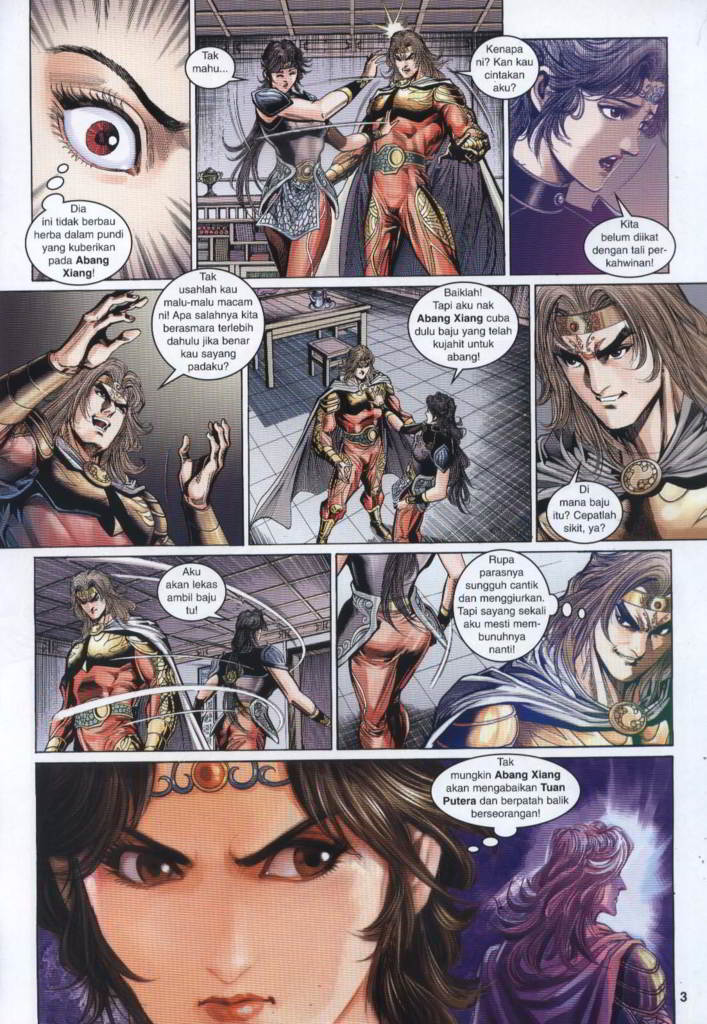 Dia
ini tidak berbau
herba dalam pundi
yang kuberikan
pada Abang
Xiang!
Tak
mahu...
Kenapa
ni? Kan kau
cintakan
aku?
Kita
belum diikat
dengan tali per-
kahwinan!
Tak
usahlah kau
malu-malu macam
ni! Apa salahnya kita
berasmara terlebih
dahulu jika benar
kau sayang
padaku?
Baiklah!
Tapi aku nak
Abang Xiang cuba
dulu baju yang telah
kujahit untuk
abang!
Di
mana baju
itu? Cepatlah
sikit, ya?
Aku
akan lekas
ambil baju
tu!
Rupa
parasnya
sungguh cantik
dan menggiurkan.
Tapi sayang sekali
aku mesti mem-
bunuhnya
nanti!
Tak
mungkin Abang Xiang
akan mengabaikan Tuan
Putera dan berpatah balik
berseorangan!
3